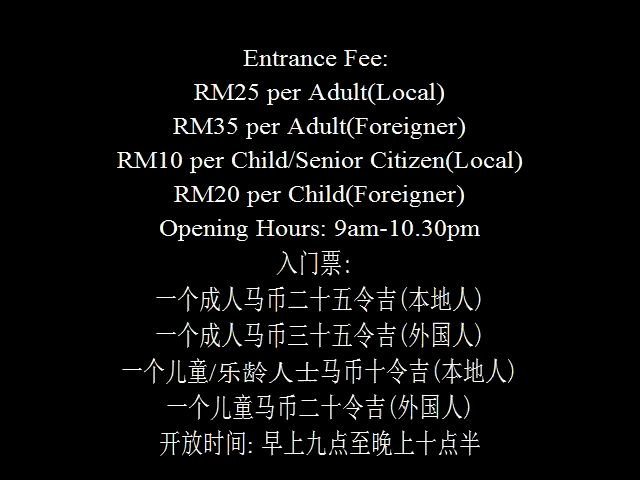 Entrance Fee:
RM25 per Adult(Local)
RM35 per Adult(Foreigner)
RM10 per Child/Senior Citizen(Local)
RM20 per Child(Foreigner)
Opening Hours: 9am-10.30pm
入门票:
一个成人马币二十五令吉(本地人)
一个成人马币三十五令吉(外国人)
一个儿童/乐龄人士马币十令吉(本地人)
一个儿童马币二十令吉(外国人)
开放时间: 早上九点至晚上十点半